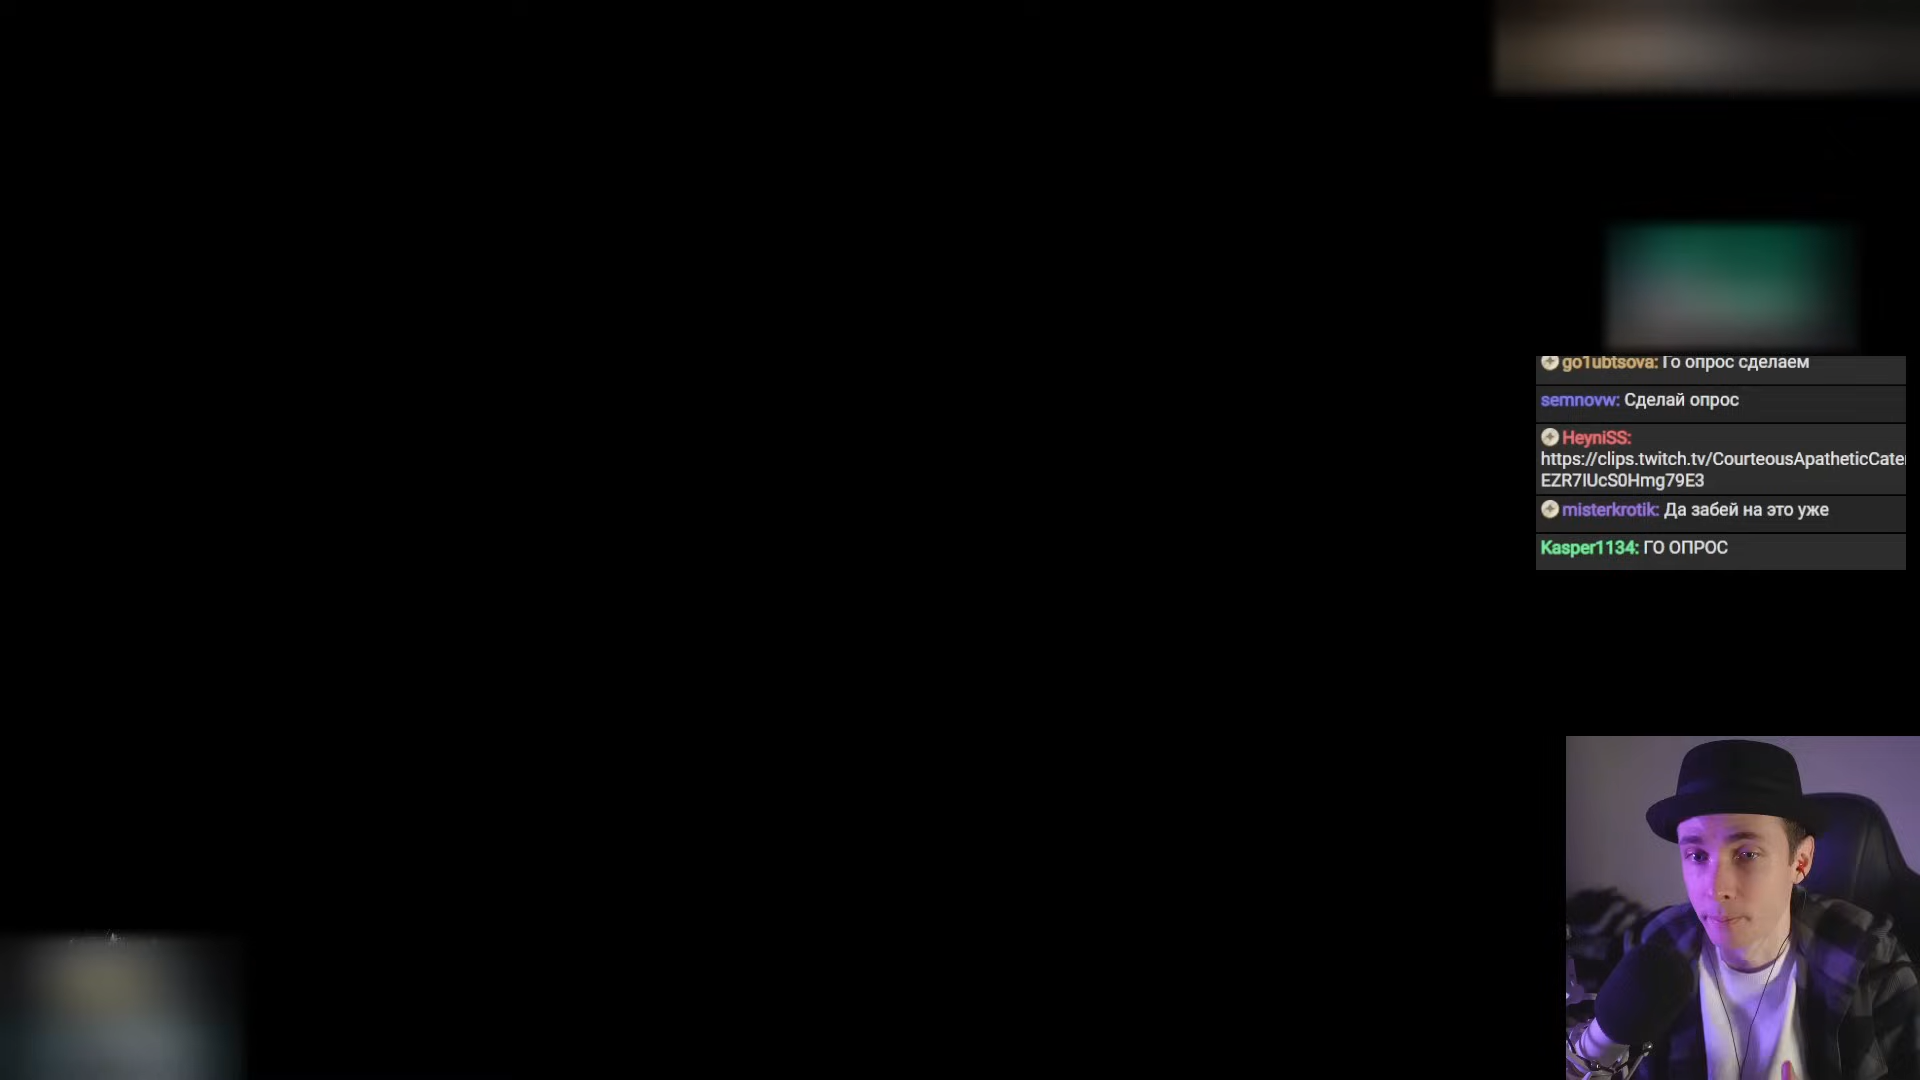 go1ubtsova: Го опрос сделаем
semnovw: Сделай опрос
HeyniSS:
https://clips.twitch.tv/CourteousApatheticCate
EZR7IUcS0Hmg79E3
misterkrotik: Да забей на это уже
Kasper1134: ГО ОПРОС